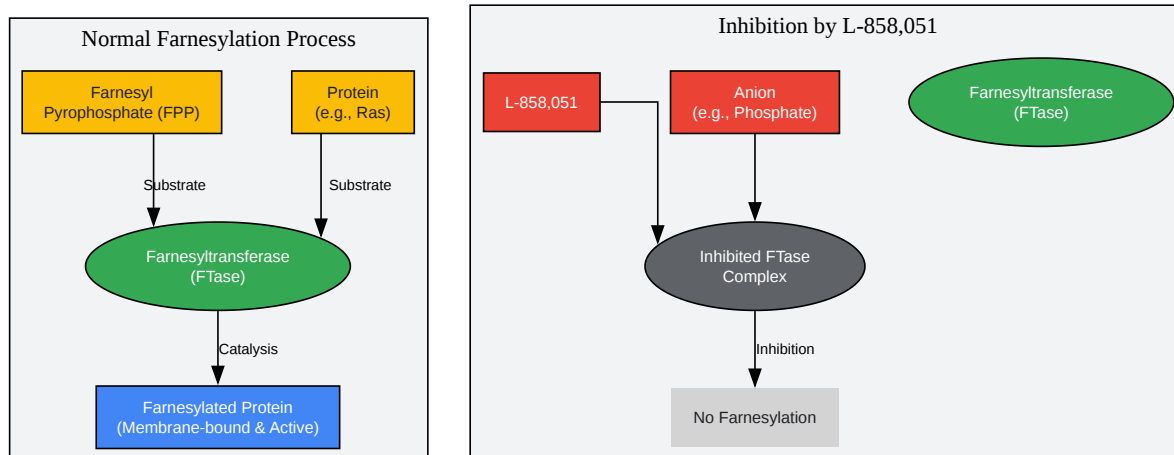 Normal Farnesylation Process
Farnesyl
Pyrophosphate (FPP)
Protein
(e.g., Ras)
Substrate
Substrate
Farnesyltransferase
(FTase)
Catalysis
Farnesylated Protein
(Membrane-bound & Active)
Inhibition by L-858,051
L-858,051
Anion
(e.g., Phosphate)
Farnesyltransferase
(FTase)
Inhibited FTase
Complex
Inhibition
No Farnesylation